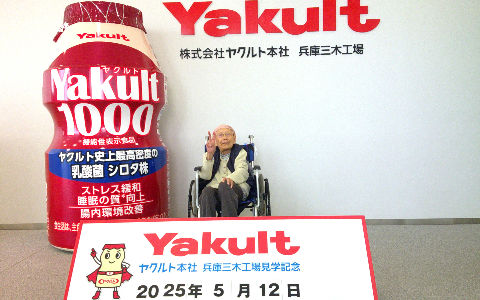 Yakult
株式会社ヤクルト本社 兵庫三木工場
ヤクルト
Yakult
1000
機能性表示食品
ヤクルト史上最高密度の
乳酸菌 シロタ株
ストレス緩和
睡眠の質向上
腸内環境改善
Yakult
ヤクルト本社 兵庫三木工場見学記念
2025年 5月 12日